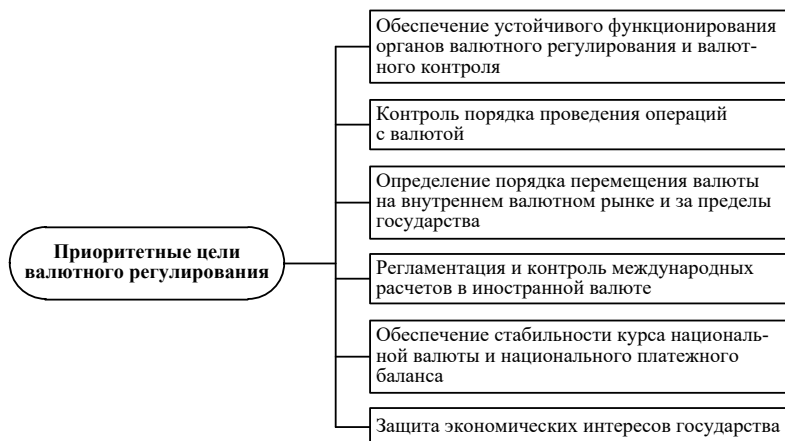 Обеспечение устойчивого функционирования
органов валютного регулирования и валют-
ного контроля
Контроль порядка проведения операций
с валютой
Определение порядка перемещения валюты
на внутреннем валютном рынке и за пределы
государства
Приоритетные цели
валютного регулирования
Регламентация и контроль международных
расчетов в иностранной валюте
Обеспечение стабильности курса националь-
ной валюты и национального платежного
баланса
Защита экономических интересов государства